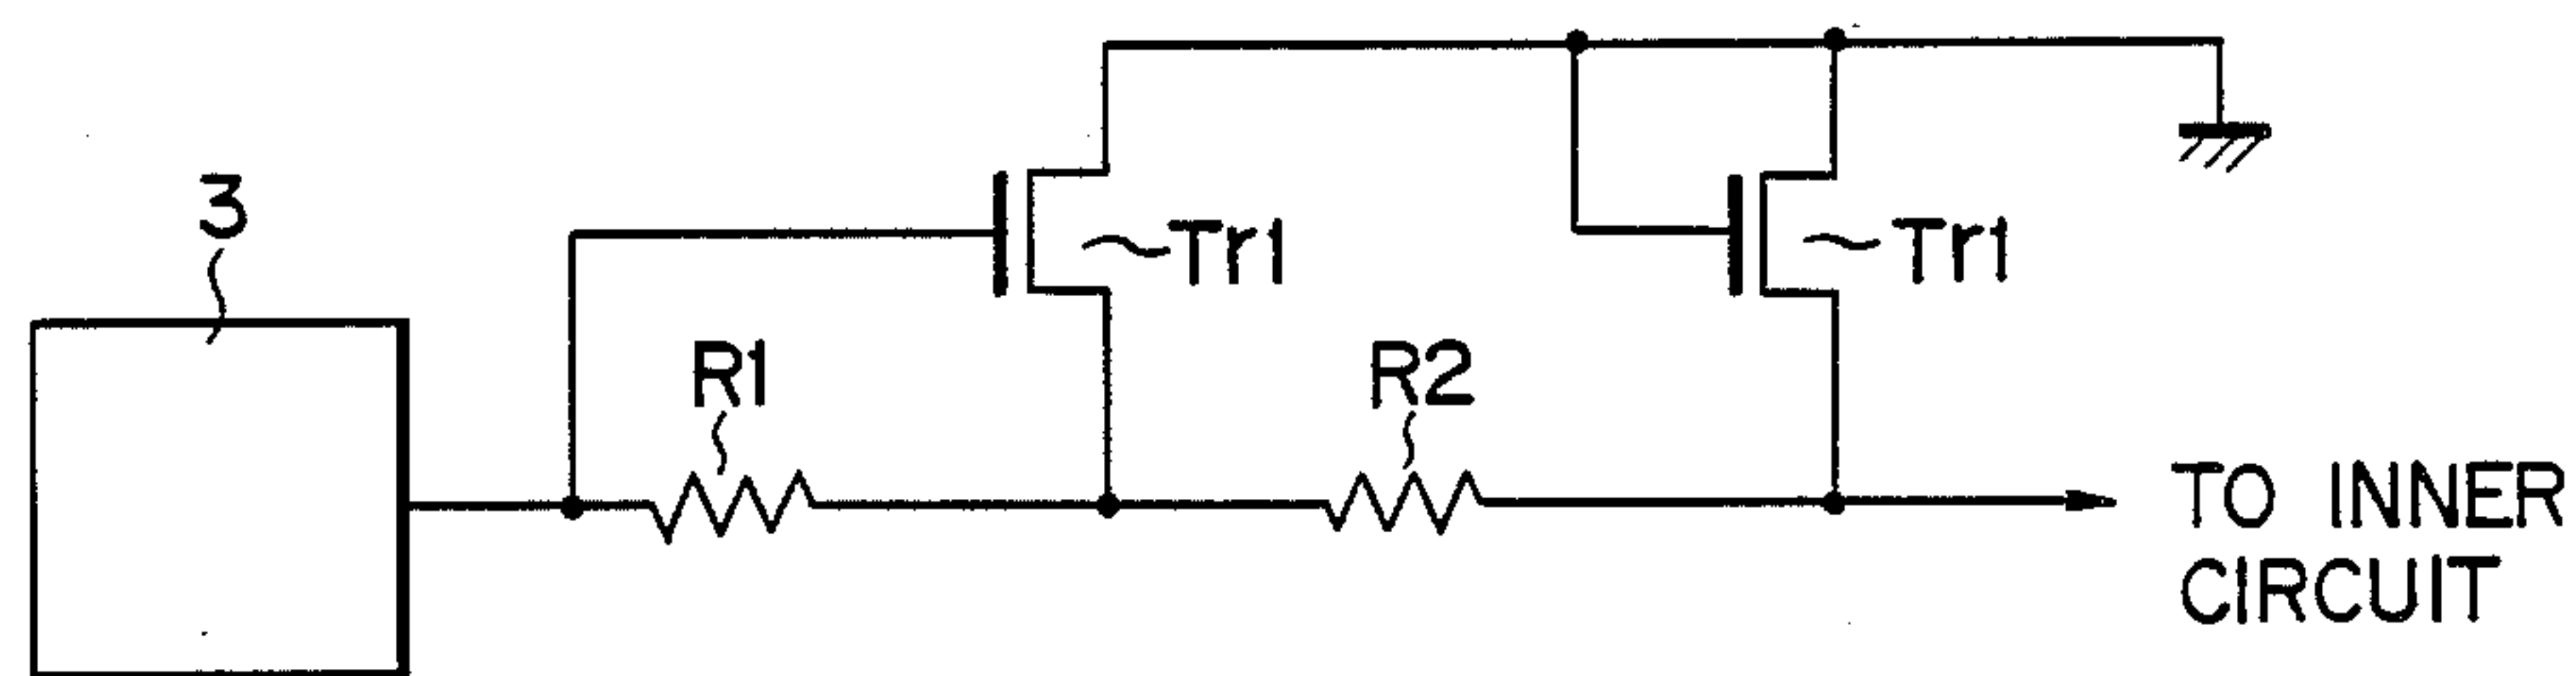 3
Tr1
Tr1
R1
R2
TO INNER
CIRCUIT